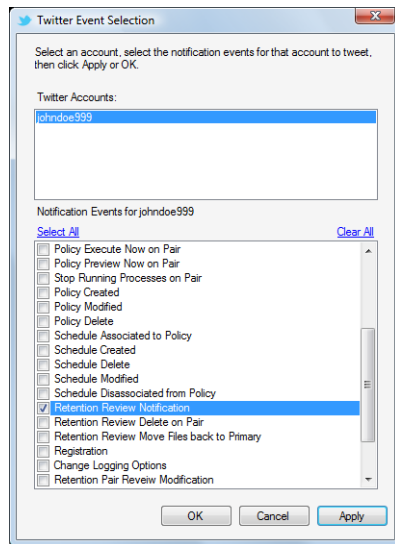 Twitter Event Selection
Select an account, select the notification events for that account to tweet,
then click Apply or OK.
Twitter Accounts:
johndoe999
Notification Events for johndoe999
Select All Clear All
Policy Execute Now on Pair
Policy Preview Now on Pair
Stop Running Processes on Pair
Policy Created
Policy Modified
Policy Delete
Schedule Associated to Policy
Schedule Created
Schedule Delete
Schedule Modified
Schedule Disassociated from Policy
Retention Review Notification
Retention Review Delete on Pair
Retention Review Move Files back to Primary
Registration
Change Logging Options
Retention Pair Reveiw Modification
OK Cancel Apply